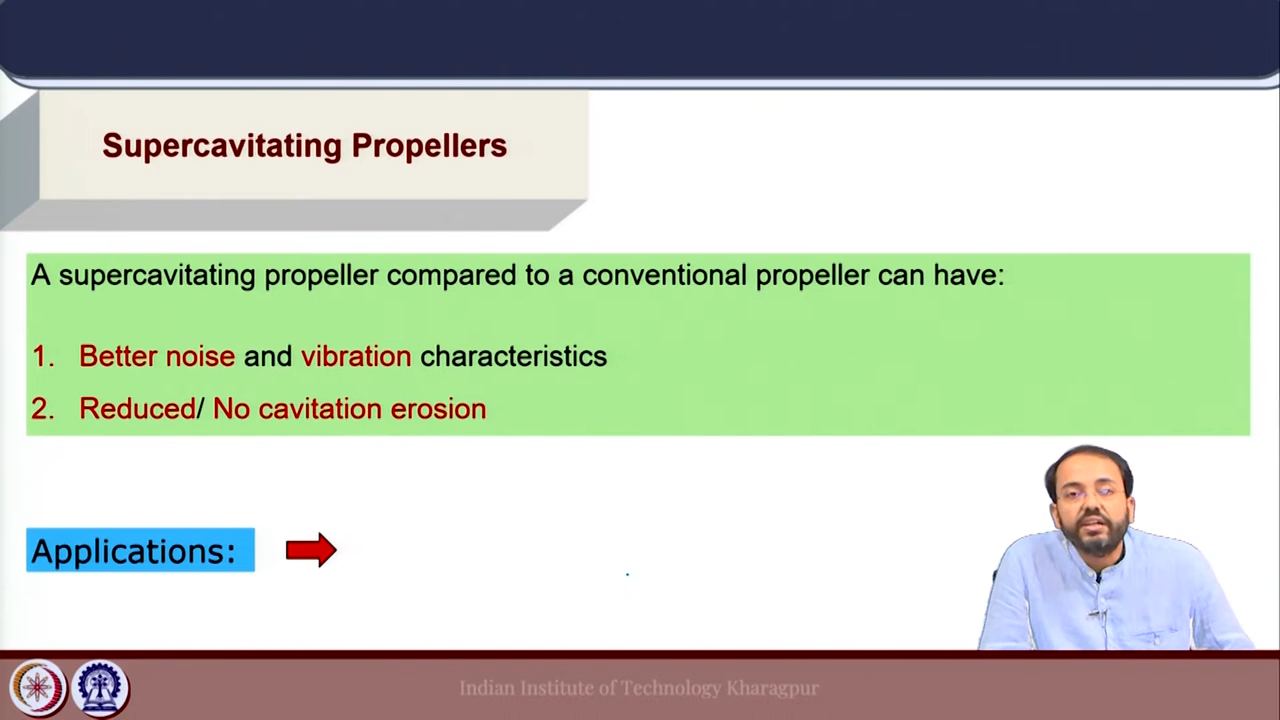 Supercavitating Propellers
A supercavitating propeller compared to a conventional propeller can have:
1. Better noise and vibration characteristics
2. Reduced/ No cavitation erosion
Applications:
Indian Institute of Technology Kharagpur